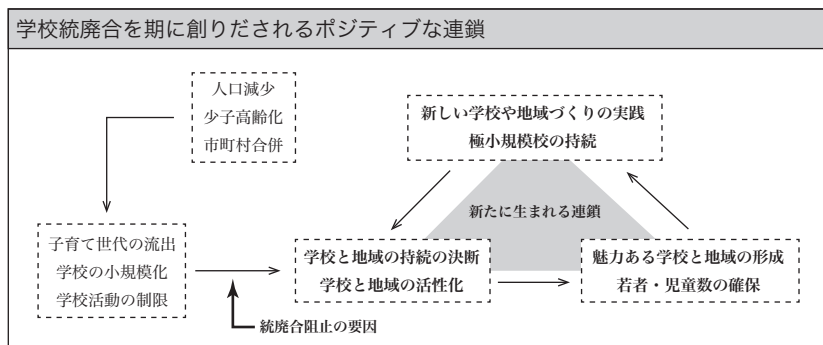 学校統廃合を期に創りだされるポジティブな連鎖
人口減少
少子高齢化
市町村合併
新しい学校や地域づくりの実践
極小規模校の持続
新たに生まれる連鎖
子育て世代の流出
学校の小規模化
学校活動の制限
学校と地域の持続の決断
学校と地域の活性化
魅力ある学校と地域の形成
若者・児童数の確保
統廃合阻止の要因